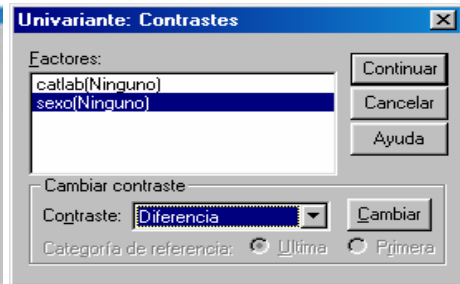 Univariante: Contrastes
Factores:
catlab(Ninguno)
sexo(Ninguno)
Continuar
Cancelar
Ayuda
Cambiar contraste
Contraste: Diferencia Cambiar
Categoría de referencia: Ultima Primera